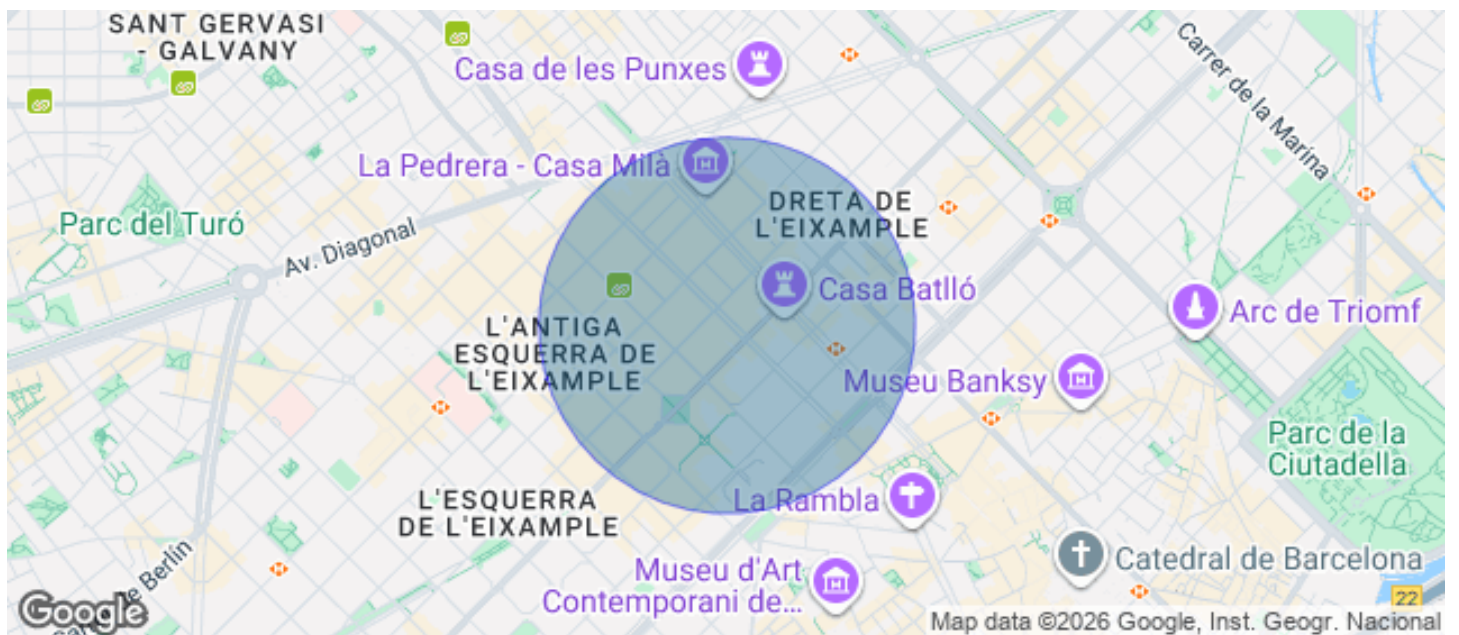 SANT GERVASI
- GALVANY
Casa de les Punxes
Carrer de la Marina
La Pedrera - Casa Milà
DRETA DE
L'EIXAMPLE
Parc del Turó
Av. Diagonal
Casa Batlló
Arc de Triomf
L'ANTIGA
ESQUERRA DE
L'EIXAMPLE
Museu Banksy
Parc de la
Ciutadella
L'ESQUERRA
DE L'EIXAMPLE
La Rambla
Catedral de Barcelona
de Berlín
Museu d'Art
Contemporani de...
22
Google
Map data ©2026 Google, Inst. Geogr. Nacional